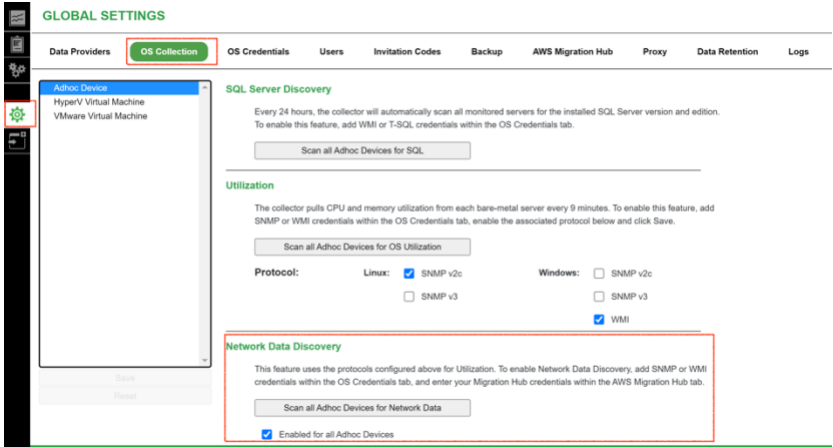 GLOBAL SETTINGS
Data Providers
OS Collection
OS Credentials
Users
Invitation Codes
Backup
AWS Migration Hub
Proxy
Data Retention
Logs
Adhoc Device
HyperV Virtual Machine
VMware Virtual Machine
Save
Reset
SQL Server Discovery
Every 24 hours, the collector will automatically scan all monitored servers for the installed SQL Server version and edition.
To enable this feature, add WMI or T-SQL credentials within the OS Credentials tab.
Scan all Adhoc Devices for SQL
Utilization
The collector pulls CPU and memory utilization from each bare-metal server every 9 minutes. To enable this feature, add
SNMP or WMI credentials within the OS Credentials tab, enable the associated protocol below and click Save.
Scan all Adhoc Devices for OS Utilization
Protocol: Linux: SNMP v2c Windows: SNMP v2c
SNMP v3 SNMP v3
WMI
Network Data Discovery
This feature uses the protocols configured above for Utilization. To enable Network Data Discovery, add SNMP or WMI
credentials within the OS Credentials tab, and enter your Migration Hub credentials within the AWS Migration Hub tab.
Scan all Adhoc Devices for Network Data
Enabled for all Adhoc Devices